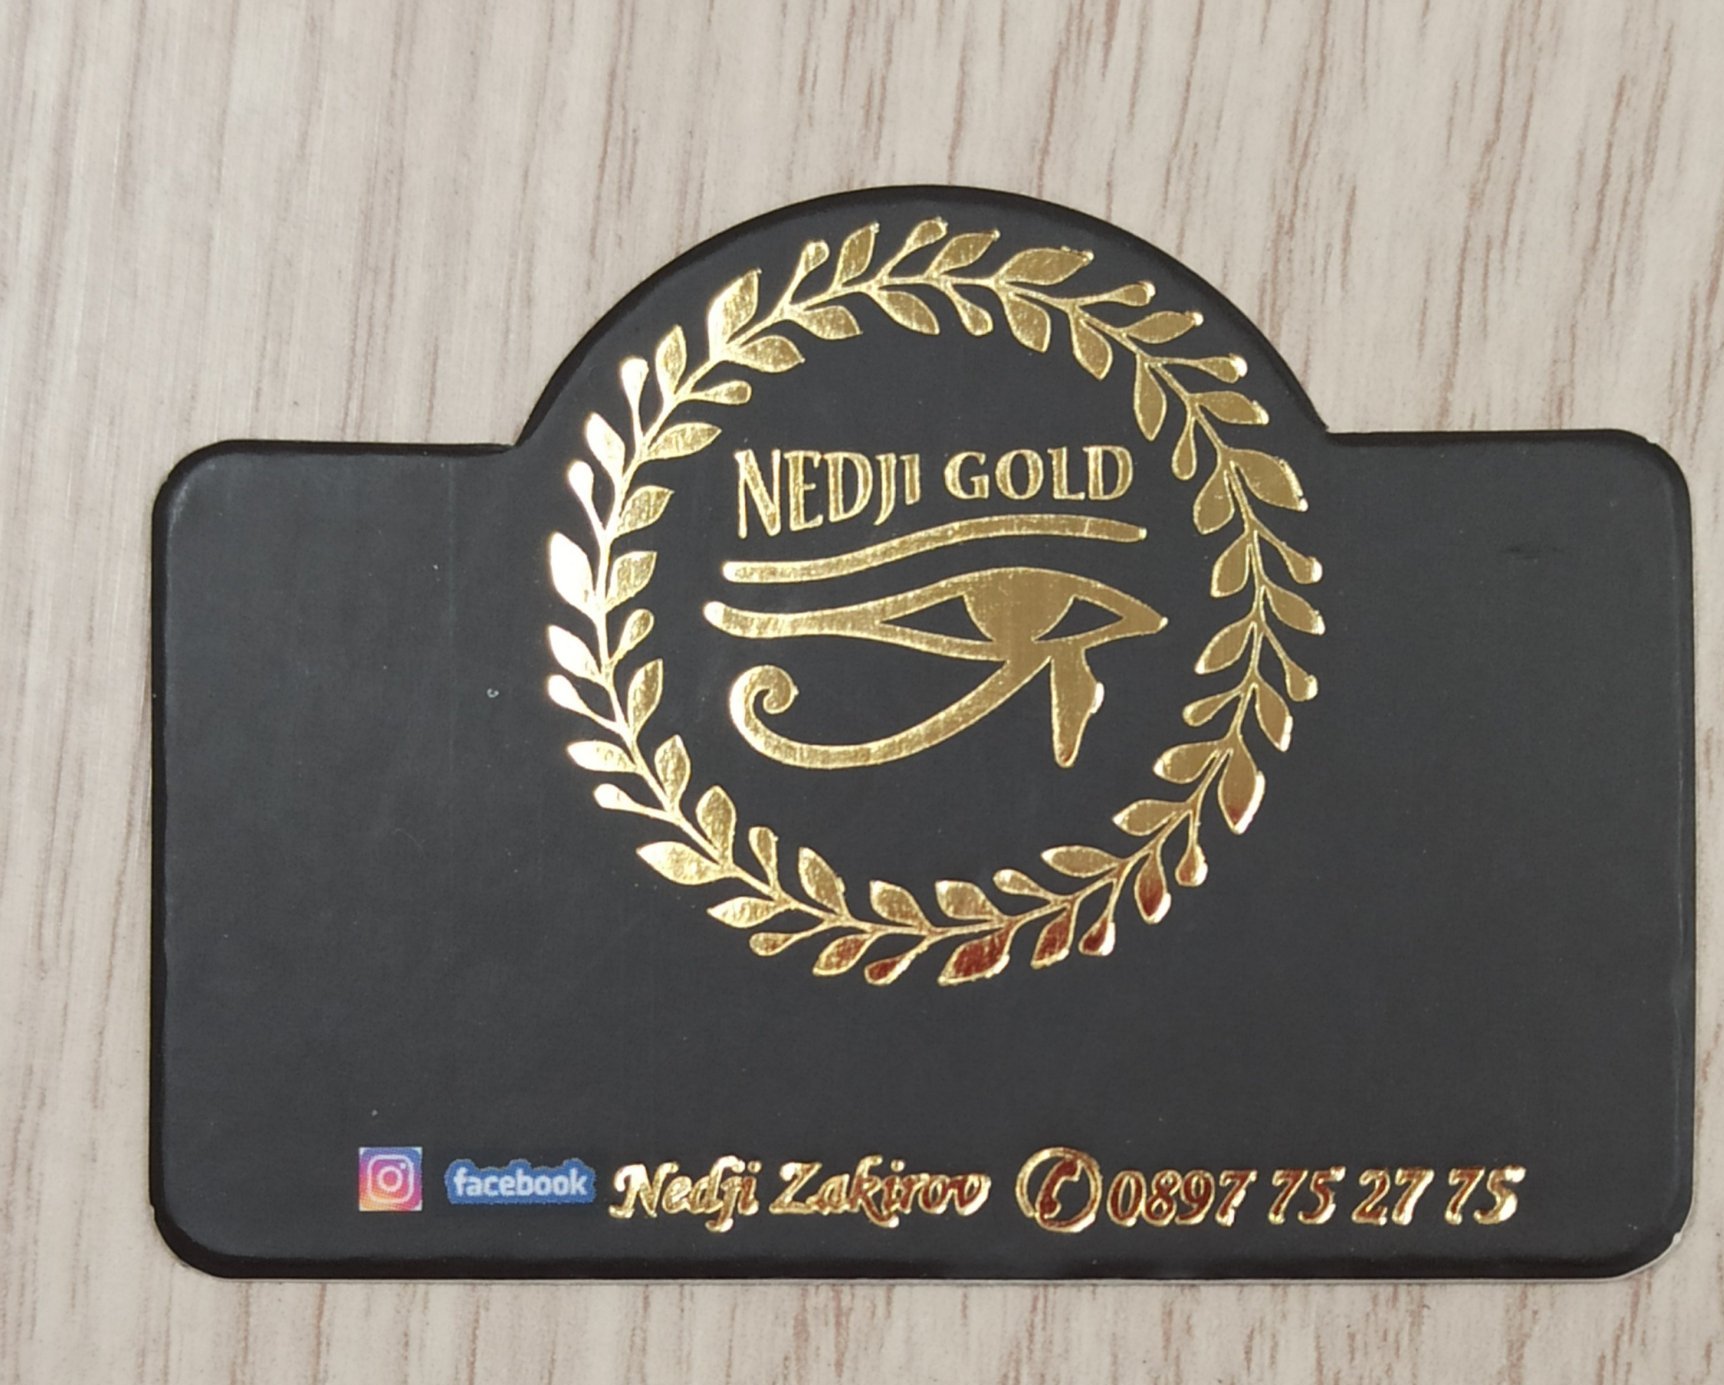 NEDJI GOLD
facebook Nedji Zakirov 0897 75 27 75